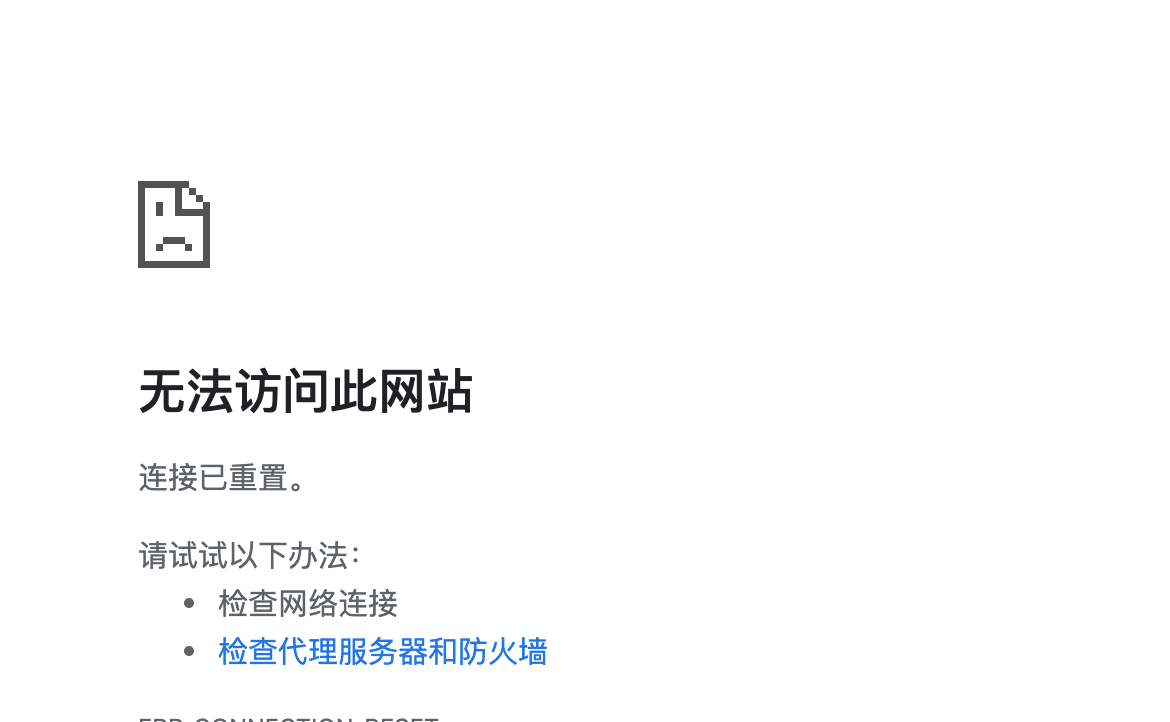 无法访问此网站
连接已重置。
请试试以下办法：
检查网络连接
检查代理服务器和防火墙
ERR_CONNECTION_RESET